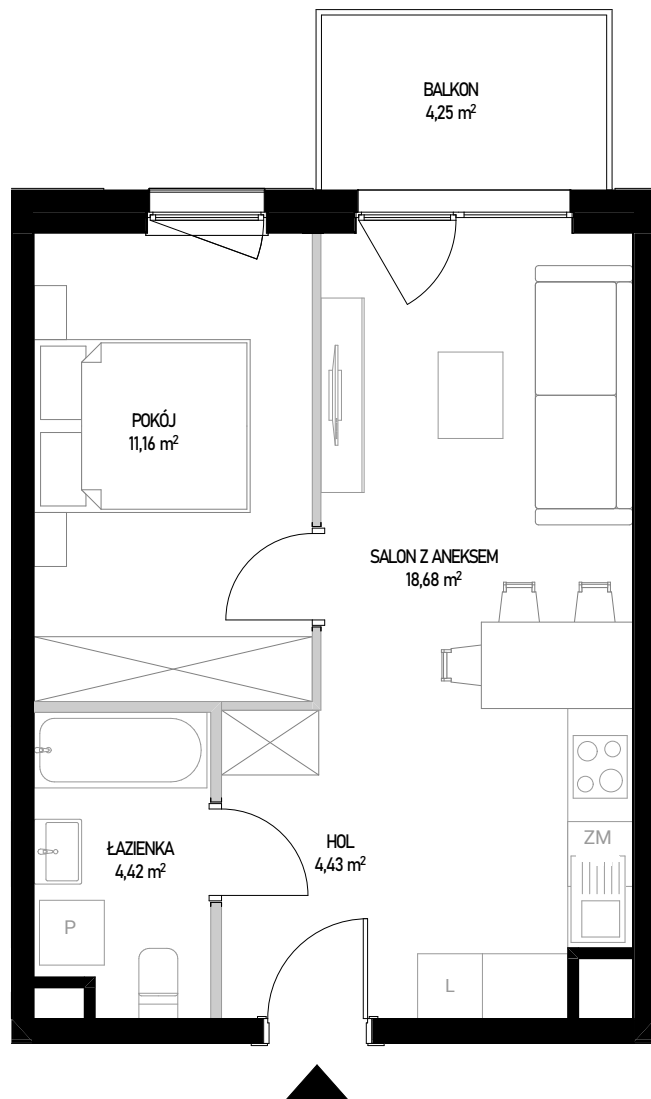 BALKON
4,25 m²
POKÓJ
11,16 m²
SALON Z ANEKSEM
18,68 m²
ŁAZIENKA
4,42 m²
HOL
4,43 m²
ZM
P
L